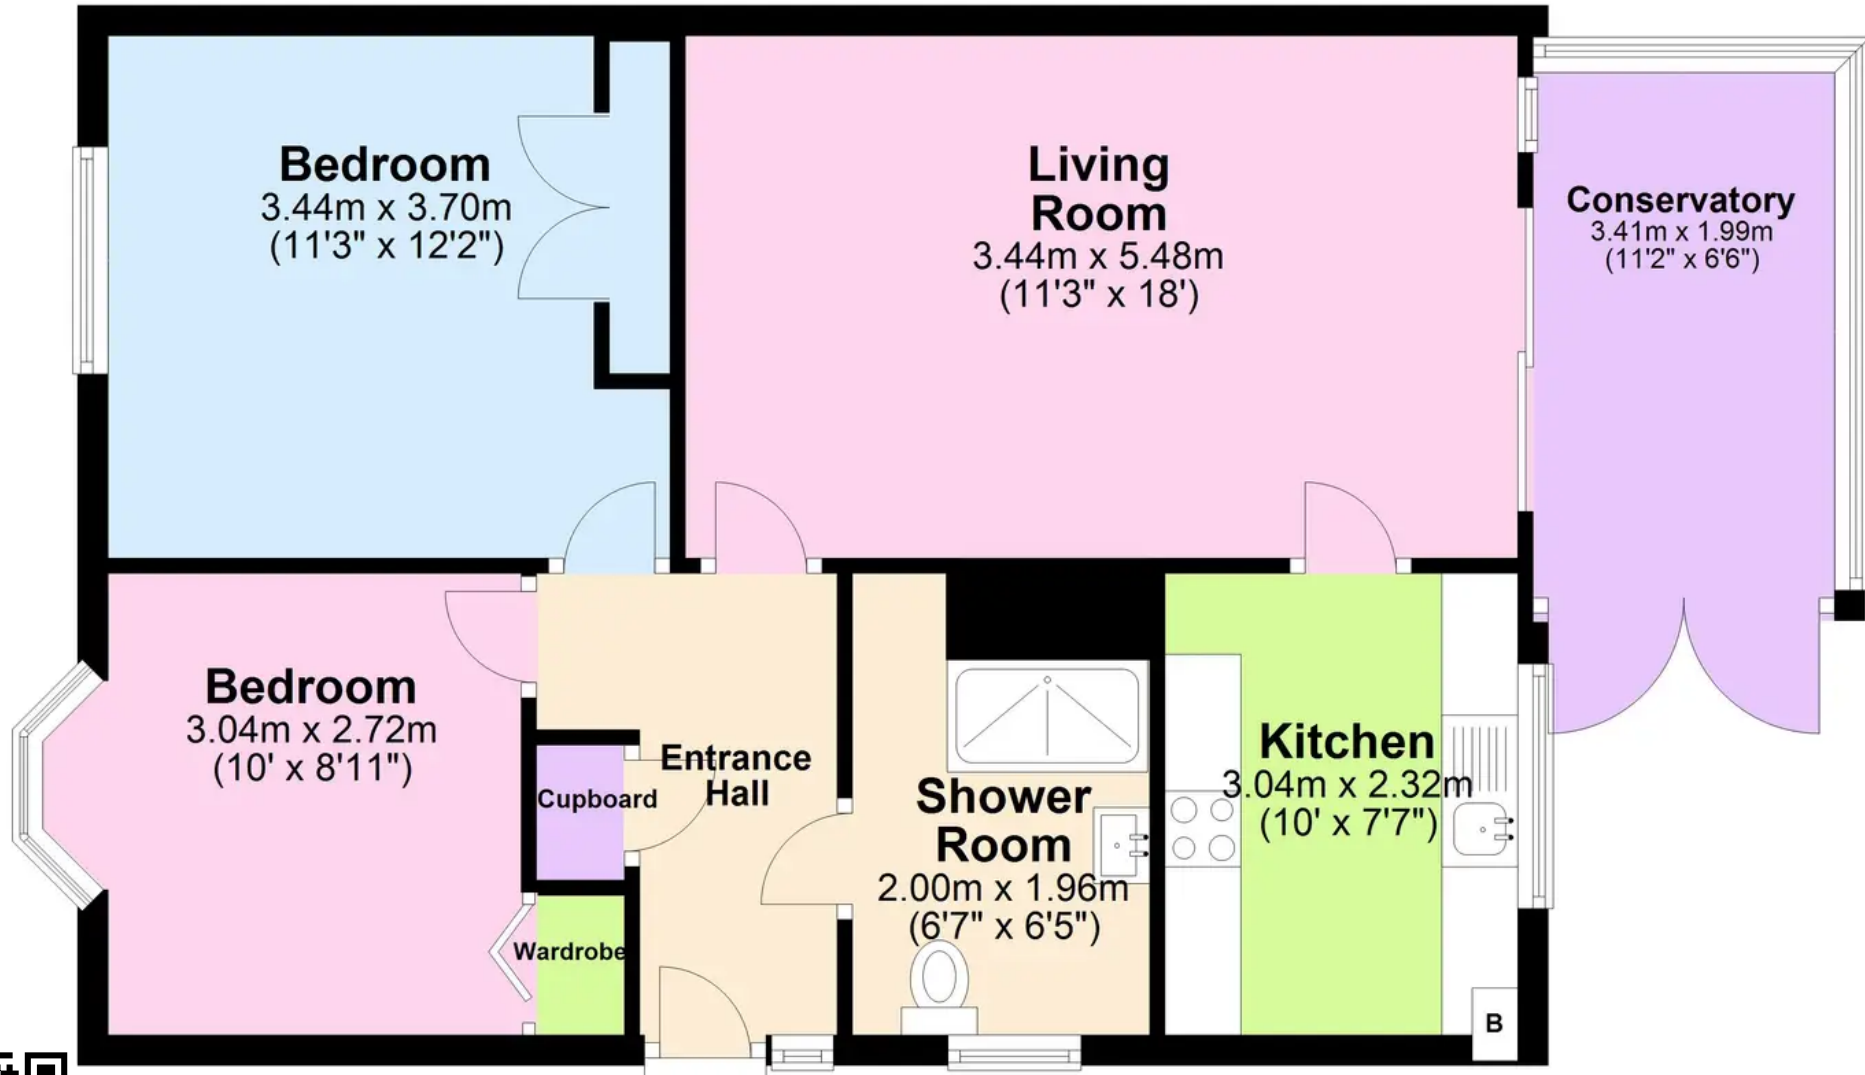 Bedroom
3.44m x 3.70m
(11'3" x 12'2")
Living
Room
3.44m x 5.48m
(11'3" x 18')
Conservatory
3.41m x 1.99m
(11'2" x 6'6")
Bedroom
3.04m x 2.72m
(10' x 8'11")
Cupboard
Wardrobe
Entrance
Hall
Shower
Room
2.00m x 1.96m
(6'7" x 6'5")
Kitchen
3.04m x 2.32m
(10' x 7'7")
B